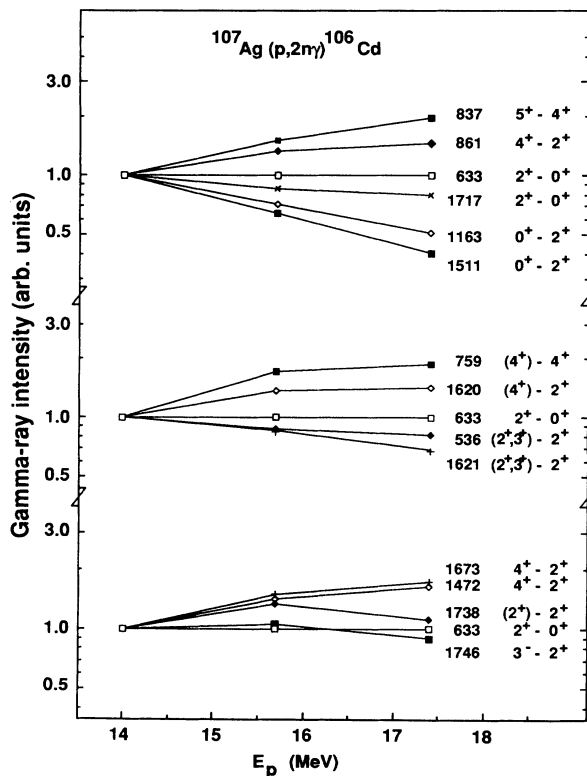 ¹⁰⁷Ag (p,2nγ)¹⁰⁶Cd
Gamma-ray intensity (arb. units)
3.0
1.0
0.5
837 5⁺ - 4⁺
861 4⁺ - 2⁺
633 2⁺ - 0⁺
1717 2⁺ - 0⁺
1163 0⁺ - 2⁺
1511 0⁺ - 2⁺
3.0
1.0
0.5
759 (4⁺) - 4⁺
1620 (4⁺) - 2⁺
633 2⁺ - 0⁺
536 (2⁺,3⁺) - 2⁺
1621 (2⁺,3⁺) - 2⁺
3.0
1.0
0.5
1673 4⁺ - 2⁺
1472 4⁺ - 2⁺
1738 (2⁺) - 2⁺
633 2⁺ - 0⁺
1746 3⁻ - 2⁺
14 15 16 17 18
Eₚ (MeV)